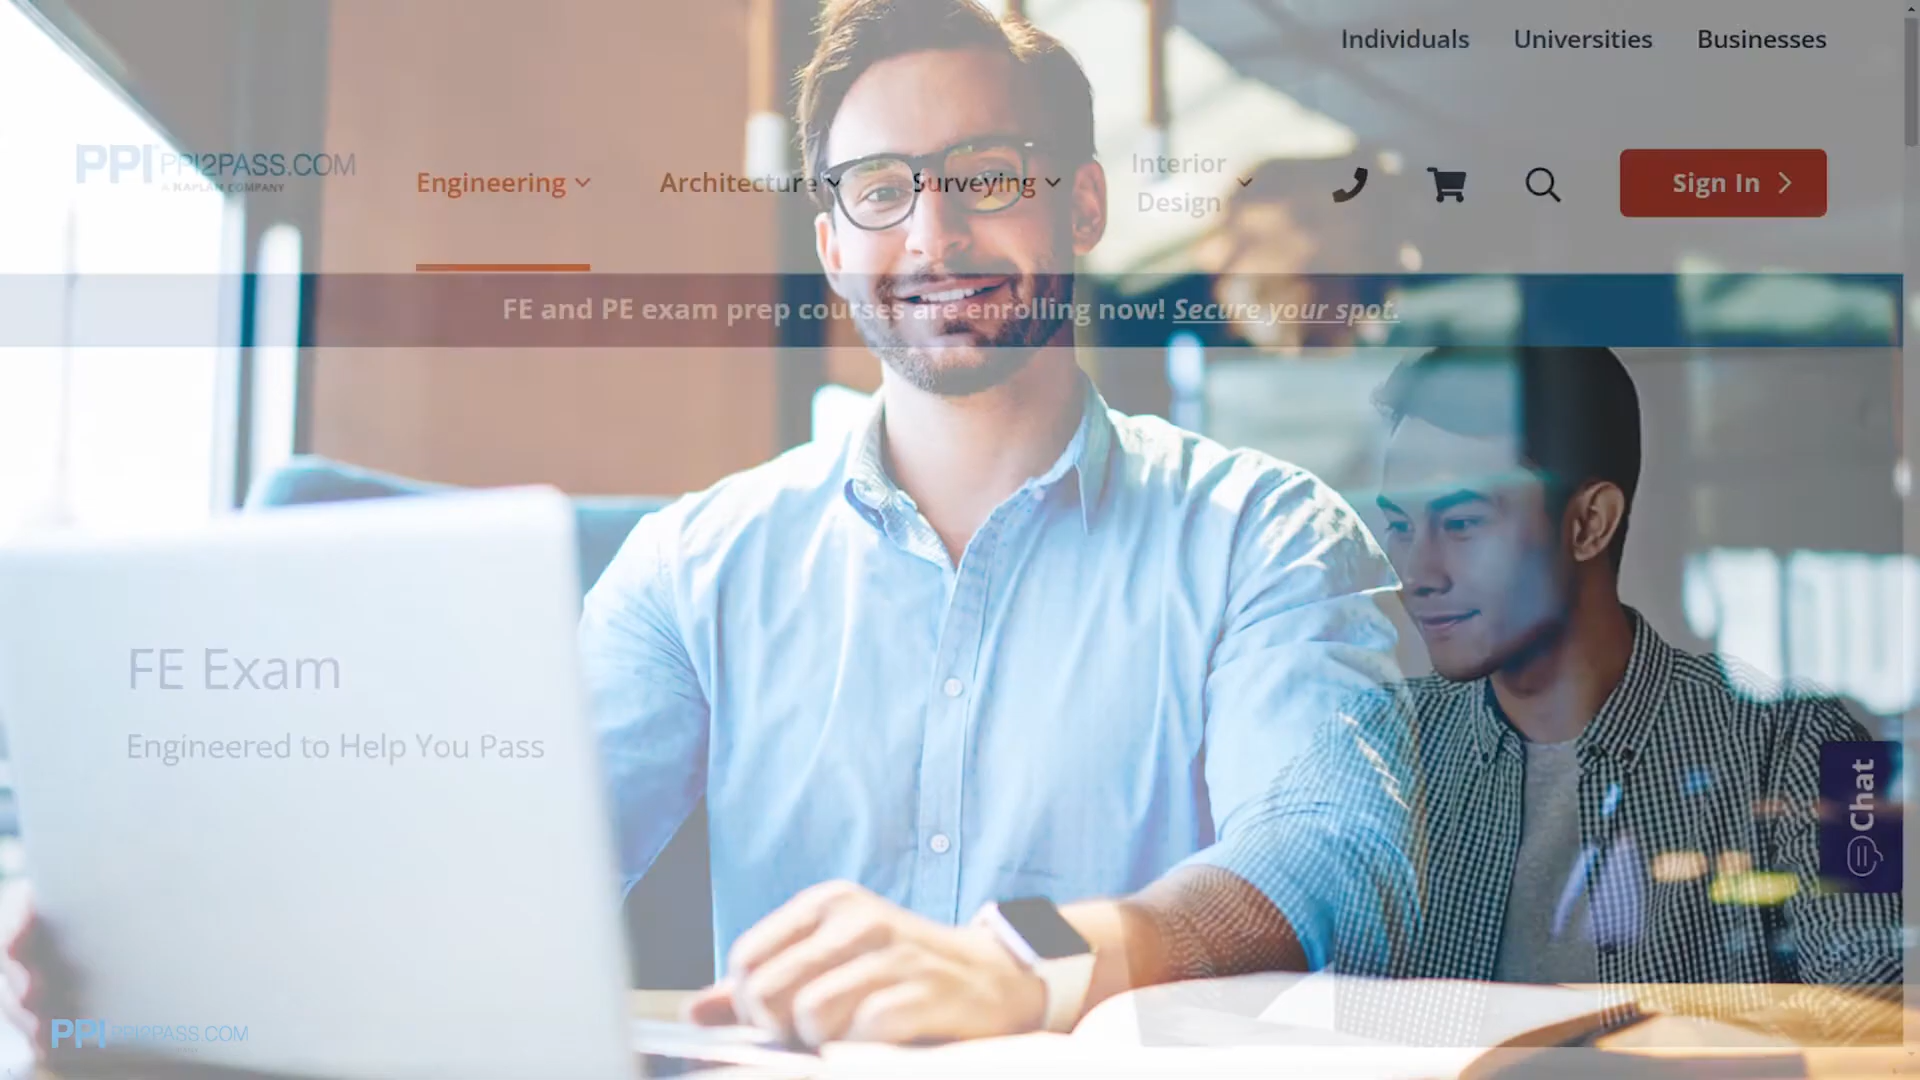 Individuals Universities Businesses
PPI PPI2PASS.COM
A KAPLAN COMPANY
Engineering Architecture Surveying Interior Design Sign In
FE and PE exam prep courses are enrolling now! Secure your spot.
FE Exam
Engineered to Help You Pass
Chat
PPI PPI2PASS.COM